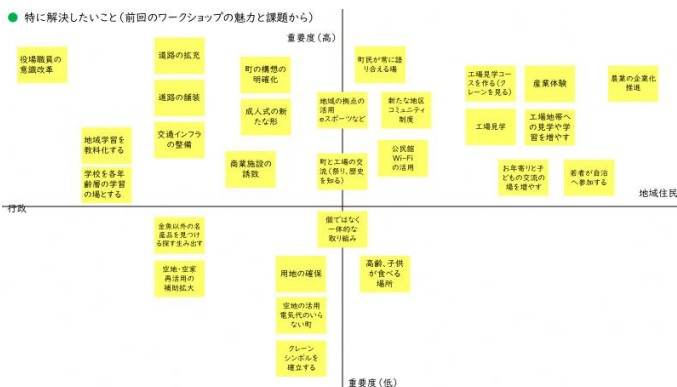 ● 特に解決したいこと（前回のワークショップの魅力と課題から）
重要度（高）
役場職員の
意識改革
道路の拡充
町の構想の
明確化
町民が常に語
り合える場
工場見学コー
スを作る(ク
レーンを見る)
産業体験
農業の企業化
推進
道路の舗装
成人式の新
たな形
地域の拠点の
活用
eスポーツなど
新たな地区
コミュニティ
制度
工場見学
工場地帯へ
の見学や学
習を増やす
地域学習を
教科化する
交通インフラ
の整備
商業施設の
誘致
町と工場の交
流(祭り、歴史
を知る)
公民館
Wi-Fi
の活用
学校を各年
齢層の学習
の場とする
お年寄りと子
どもの交流の
場を増やす
若者が自治
へ参加する
地域住民
行政
金魚以外の名
産品を見つけ
る探す生み出す
個ではなく
一体的な
取り組み
空地・空家
再活用の
補助拡大
用地の確保
高齢、子供
が食べる
場所
空地の活用
電気代のいら
ない町
クレーン
シンボルを
確立する
重要度（低）